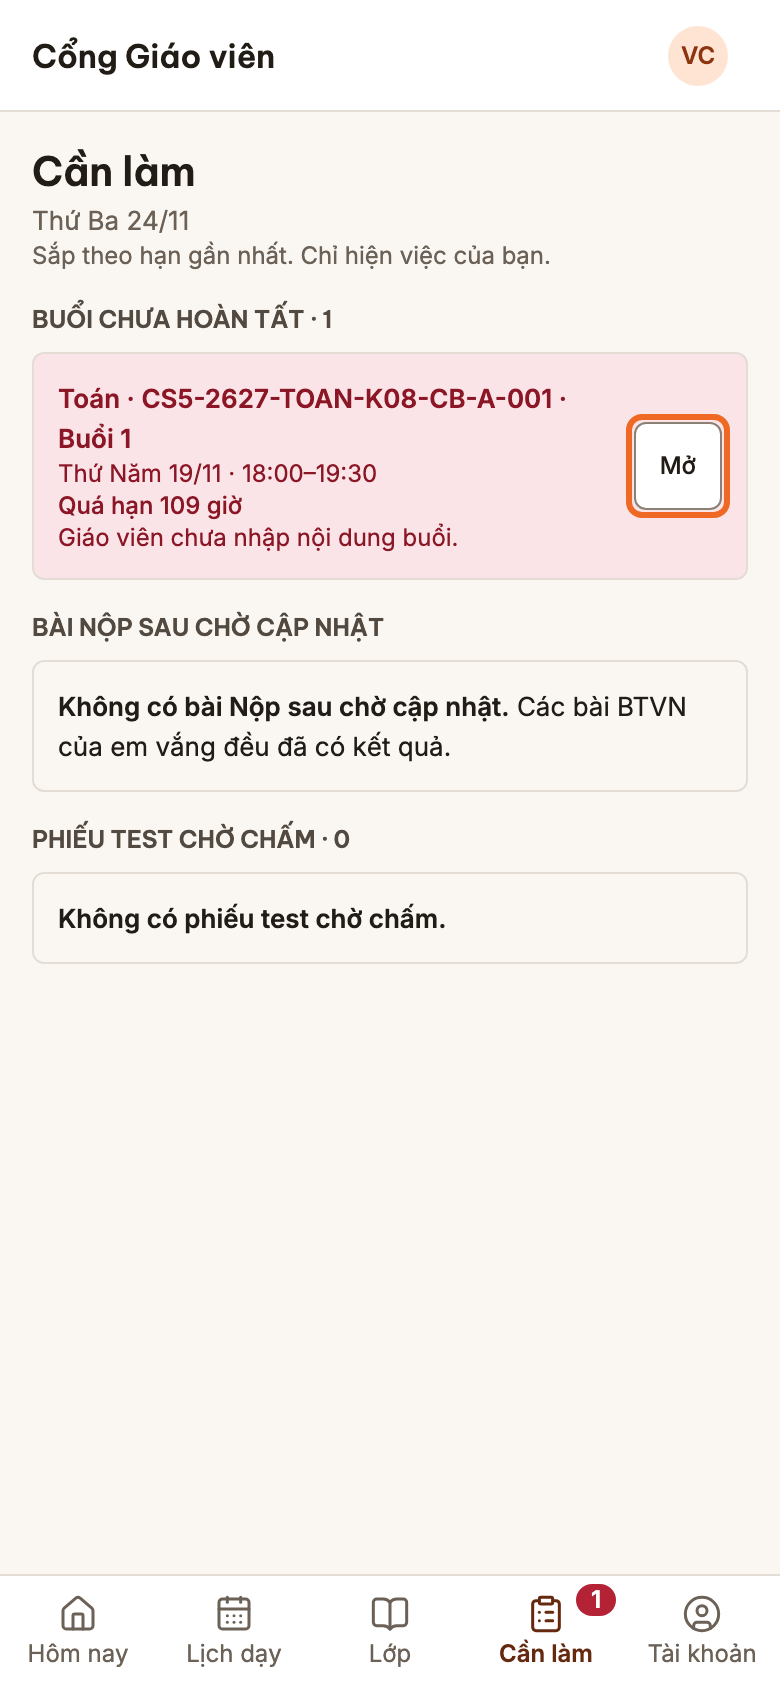 Cổng Giáo viên
VC
Cần làm
Thứ Ba 24/11
Sắp theo hạn gần nhất. Chỉ hiện việc của bạn.
BUỔI CHƯA HOÀN TẤT · 1
Toán · CS5-2627-TOAN-K08-CB-A-001 ·
Buổi 1
Thứ Năm 19/11 · 18:00–19:30
Quá hạn 109 giờ
Giáo viên chưa nhập nội dung buổi.
Mở
BÀI NỘP SAU CHỜ CẬP NHẬT
Không có bài Nộp sau chờ cập nhật. Các bài BTVN
của em vắng đều đã có kết quả.
PHIẾU TEST CHỜ CHẤM · 0
Không có phiếu test chờ chấm.
1
Hôm nay
Lịch dạy
Lớp
Cần làm
Tài khoản